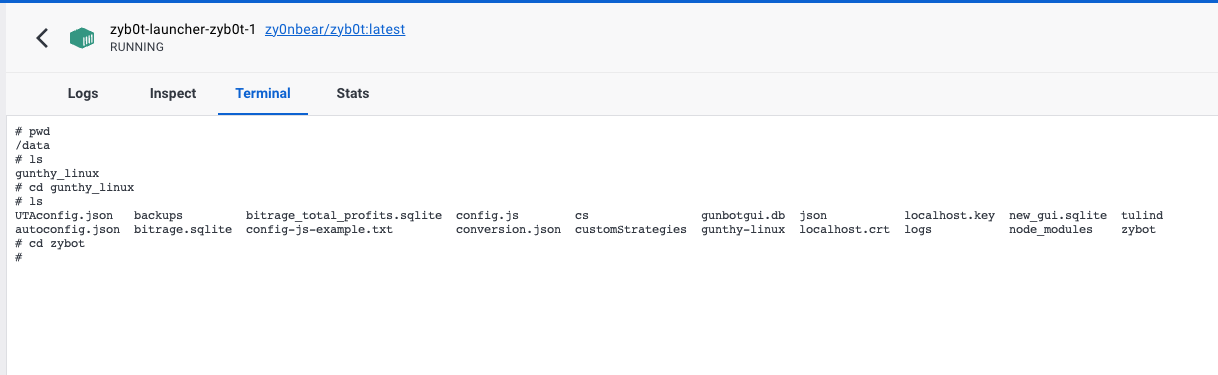 zyb0t-launcher-zyb0t-1 zy0nbear/zyb0t:latest
RUNNING
Logs Inspect Terminal Stats
# pwd
/data
# ls
gunthy_linux
# cd gunthy_linux
# ls
UTAconfig.json backups bitrage_total_profits.sqlite config.js cs gunbotgui.db json localhost.key new_gui.sqlite tulind
autoconfig.json bitrage.sqlite config-js-example.txt conversion.json customStrategies gunthy-linux localhost.crt logs node_modules zybot
# cd zybot
#